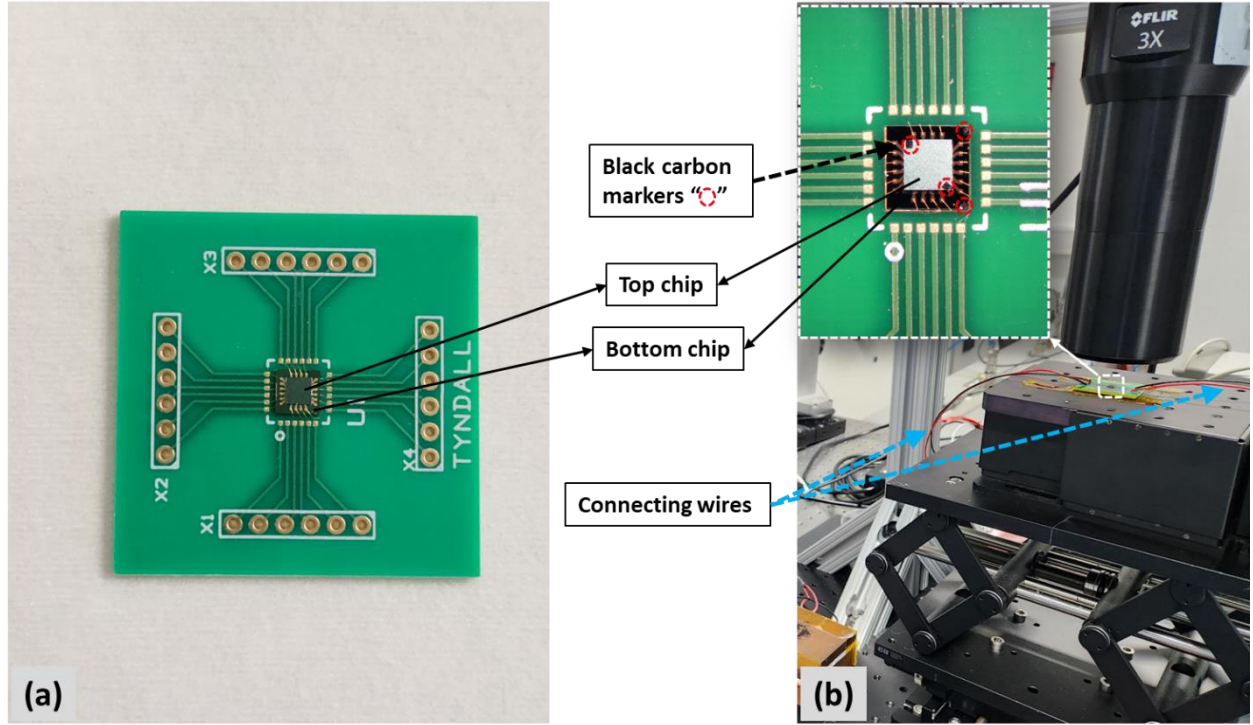 X3
X2
X1
X4
U1
TYNDALL
(a)
Black carbon
markers “◌”
Top chip
Bottom chip
Connecting wires
FLIR
3X
(b)